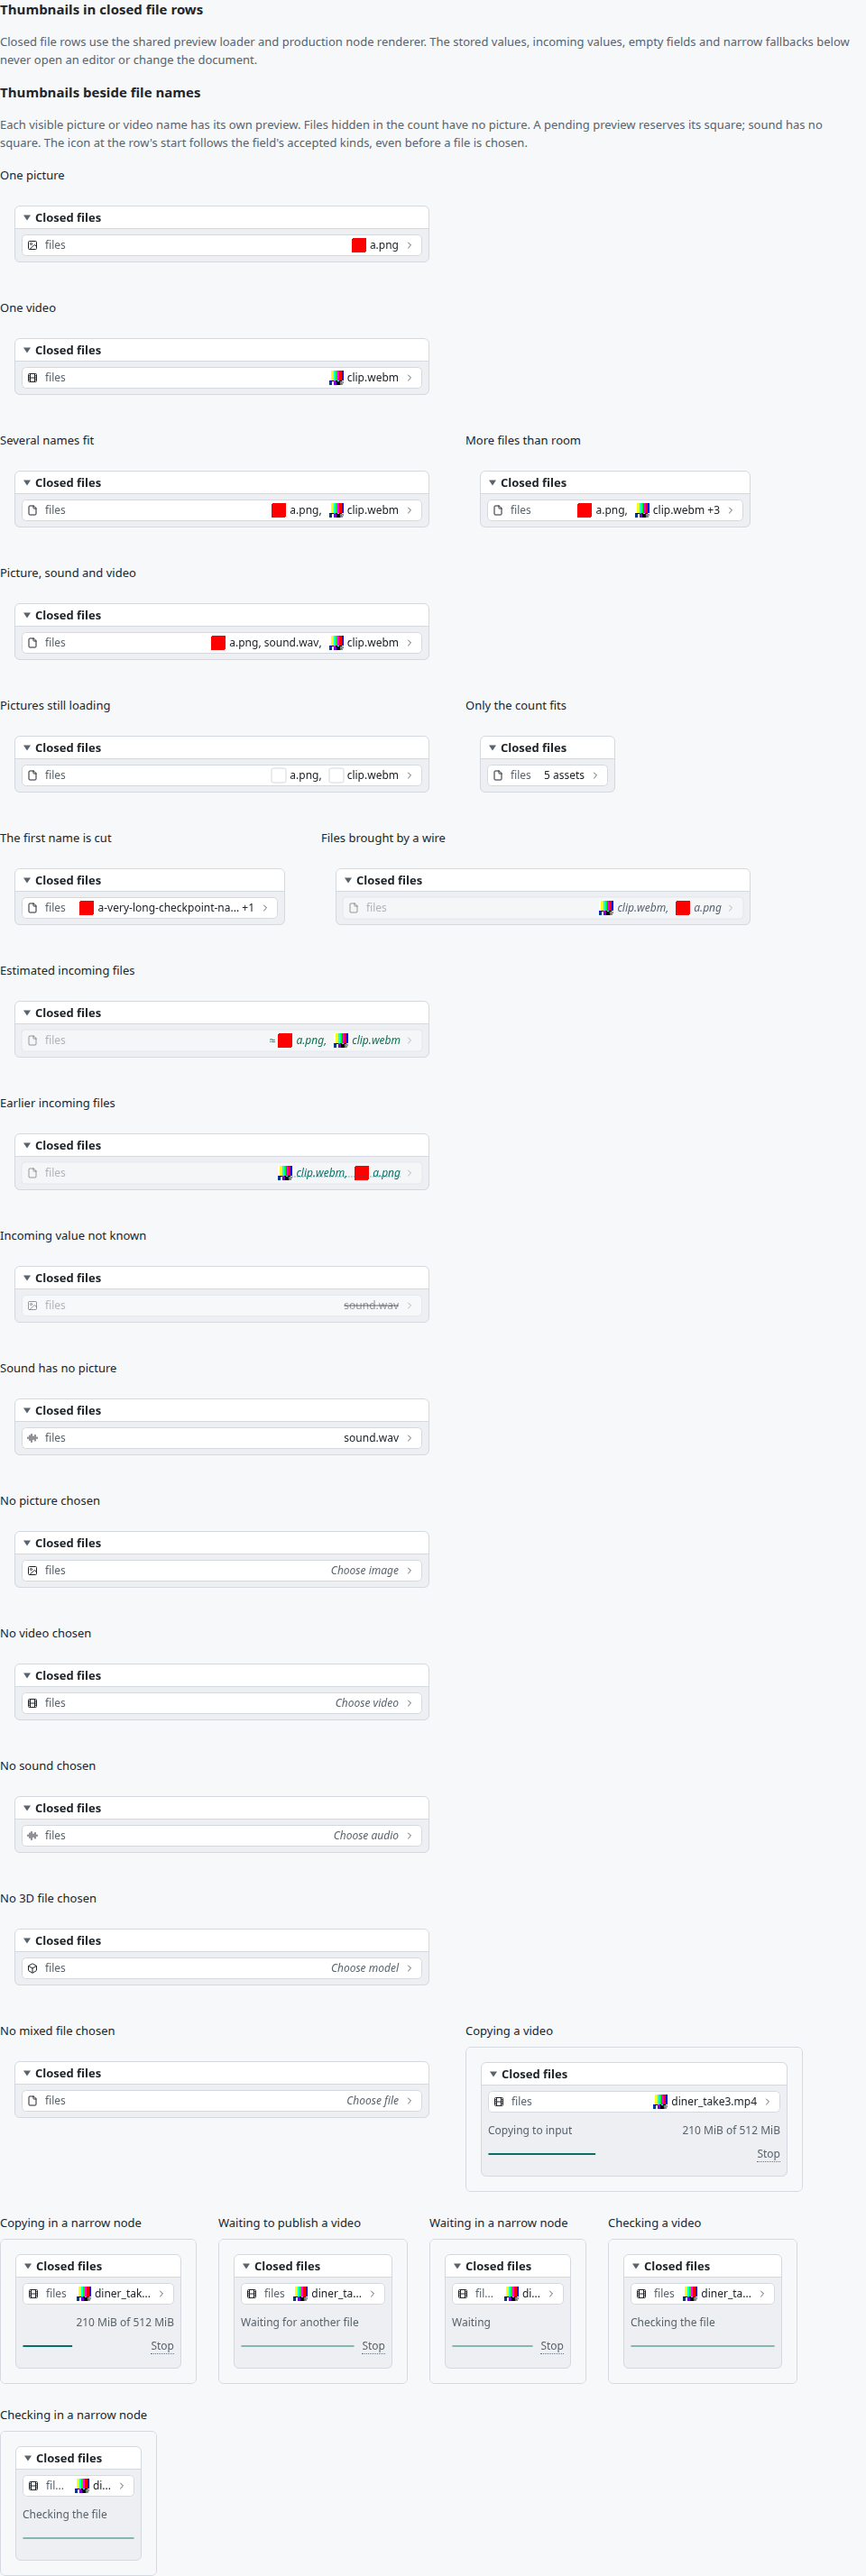 Thumbnails in closed file rows
Closed file rows use the shared preview loader and production node renderer. The stored values, incoming values, empty fields and narrow fallbacks below
never open an editor or change the document.
Thumbnails beside file names
Each visible picture or video name has its own preview. Files hidden in the count have no picture. A pending preview reserves its square; sound has no
square. The icon at the row's start follows the field's accepted kinds, even before a file is chosen.
One picture
Closed files
files a.png
One video
Closed files
files clip.webm
Several names fit
Closed files
files a.png, clip.webm
More files than room
Closed files
files a.png, clip.webm +3
Picture, sound and video
Closed files
files a.png, sound.wav, clip.webm
Pictures still loading
Closed files
files a.png, clip.webm
Only the count fits
Closed files
files 5 assets
The first name is cut
Closed files
files a-very-long-checkpoint-na... +1
Files brought by a wire
Closed files
files clip.webm, a.png
Estimated incoming files
Closed files
files ≈ a.png, clip.webm
Earlier incoming files
Closed files
files clip.webm, a.png
Incoming value not known
Closed files
files sound.wav
Sound has no picture
Closed files
files sound.wav
No picture chosen
Closed files
files Choose image
No video chosen
Closed files
files Choose video
No sound chosen
Closed files
files Choose audio
No 3D file chosen
Closed files
files Choose model
No mixed file chosen
Closed files
files Choose file
Copying a video
Closed files
files diner_take3.mp4
Copying to input 210 MiB of 512 MiB
Stop
Copying in a narrow node
Closed files
files diner_tak...
210 MiB of 512 MiB
Stop
Waiting to publish a video
Closed files
files diner_ta...
Waiting for another file
Stop
Waiting in a narrow node
Closed files
fil... di...
Waiting
Stop
Checking a video
Closed files
files diner_ta...
Checking the file
Checking in a narrow node
Closed files
fil... di...
Checking the file